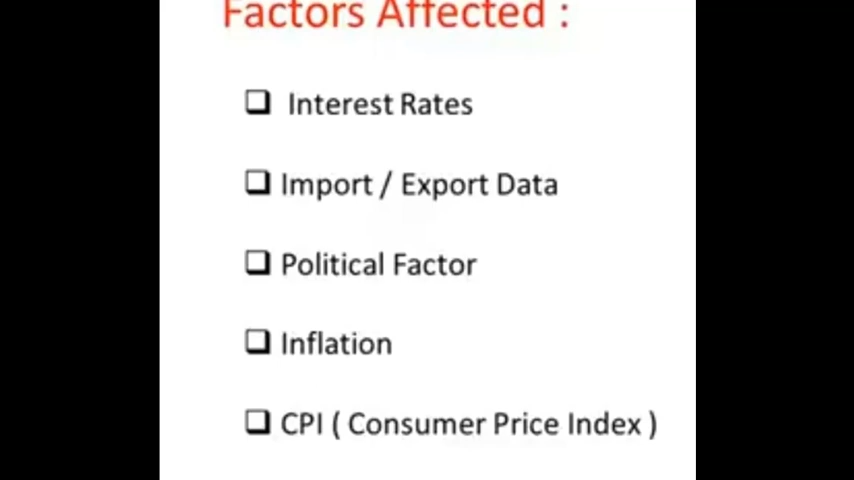 Factors Affected :
Interest Rates
Import / Export Data
Political Factor
Inflation
CPI ( Consumer Price Index )